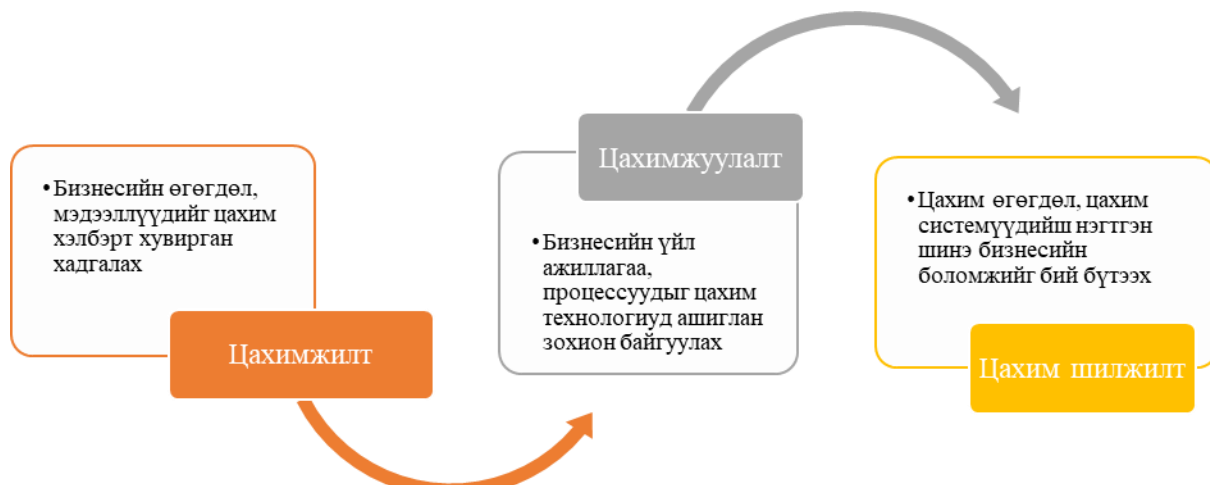 •Бизнесийн өгөгдөл,
мэдээллүүдийг цахим
хэлбэрт хувирган
хадгалах
Цахимжилт
Цахимжуулалт
•Бизнесийн үйл
ажиллагаа,
процессуудыг цахим
технологиуд ашиглан
зохион байгуулах
•Цахим өгөгдөл, цахим
системүүдийш нэгтгэн
шинэ бизнесийн
боломжийг бий бүтээх
Цахим шилжилт